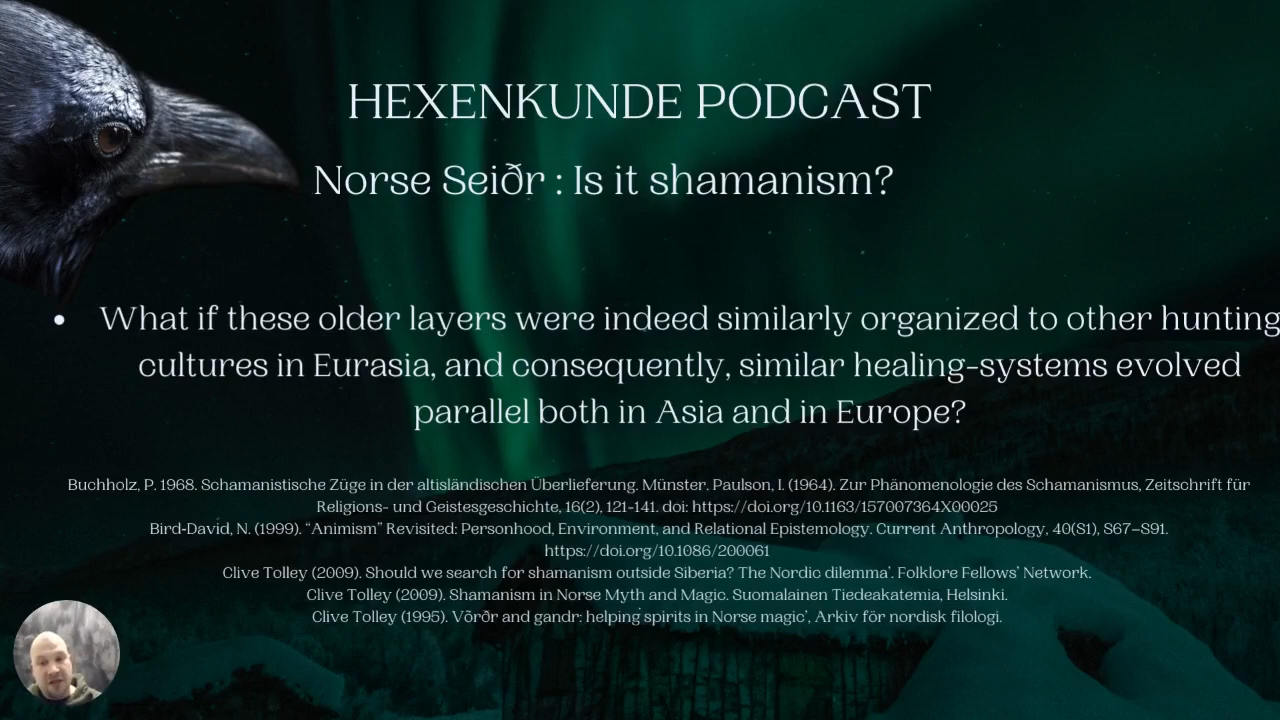 HEXENKUNDE PODCAST
Norse Seiðr : Is it shamanism?
• What if these older layers were indeed similarly organized to other hunting
cultures in Eurasia, and consequently, similar healing-systems evolved
parallel both in Asia and in Europe?
Buchholz, P. 1968. Schamanistische Züge in der altisländischen Überlieferung. Münster. Paulson, I. (1964). Zur Phänomenologie des Schamanismus, Zeitschrift für
Religions- und Geistesgeschichte, 16(2), 121-141. doi: https://doi.org/10.1163/157007364X00025
Bird-David, N. (1999). “Animism” Revisited: Personhood, Environment, and Relational Epistemology. Current Anthropology, 40(S1), S67–S91.
https://doi.org/10.1086/200061
Clive Tolley (2009). Should we search for shamanism outside Siberia? The Nordic dilemma’. Folklore Fellows’ Network.
Clive Tolley (2009). Shamanism in Norse Myth and Magic. Suomalainen Tiedeakatemia, Helsinki.
Clive Tolley (1995). Võrðr and gandr: helping spirits in Norse magic’, Arkiv för nordisk filologi.